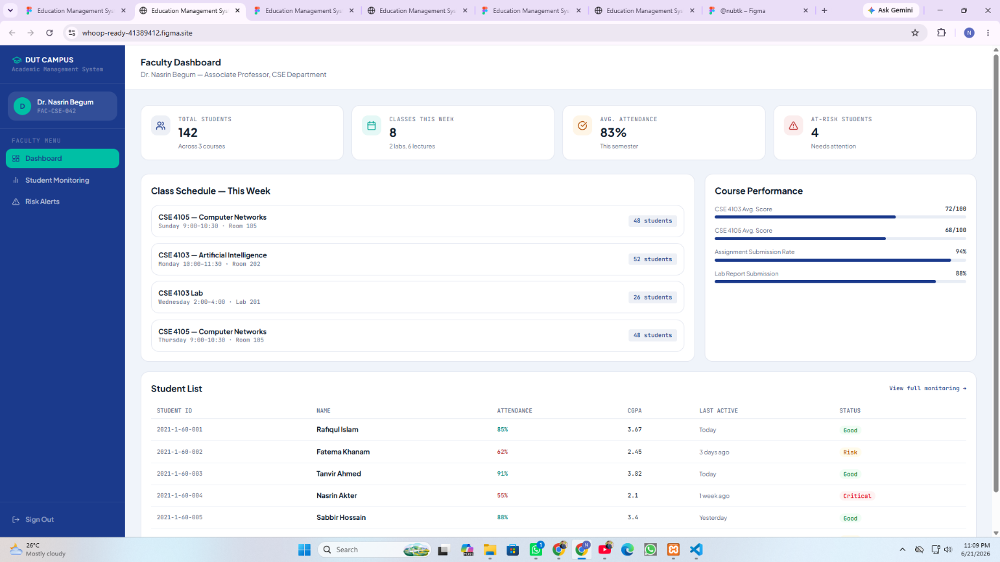 Education Management Sys
Education Management Sys
Education Management Sys
Education Management Sys
Education Management Sys
Education Management Sys
@nubtk – Figma
Ask Gemini
whoop-ready-41389412.figma.site
N
DUT CAMPUS
Academic Management System
D
Dr. Nasrin Begum
FAC-CSE-042
FACULTY MENU
Dashboard
Student Monitoring
Risk Alerts
Sign Out
Faculty Dashboard
Dr. Nasrin Begum — Associate Professor, CSE Department
TOTAL STUDENTS
142
Across 3 courses
CLASSES THIS WEEK
8
2 labs, 6 lectures
AVG. ATTENDANCE
83%
This semester
AT-RISK STUDENTS
4
Needs attention
Class Schedule — This Week
CSE 4105 — Computer Networks
Sunday 9:00–10:30 · Room 105
48 students
CSE 4103 — Artificial Intelligence
Monday 10:00–11:30 · Room 202
52 students
CSE 4103 Lab
Wednesday 2:00–4:00 · Lab 201
26 students
CSE 4105 — Computer Networks
Thursday 9:00–10:30 · Room 105
48 students
Course Performance
CSE 4103 Avg. Score 72/100
CSE 4105 Avg. Score 68/100
Assignment Submission Rate 94%
Lab Report Submission 88%
Student List
View full monitoring →
STUDENT ID NAME ATTENDANCE CGPA LAST ACTIVE STATUS
2021-1-60-001 Rafiqul Islam 85% 3.67 Today Good
2021-1-60-002 Fatema Khanam 62% 2.45 3 days ago Risk
2021-1-60-003 Tanvir Ahmed 91% 3.82 Today Good
2021-1-60-004 Nasrin Akter 55% 2.1 1 week ago Critical
2021-1-60-005 Sabbir Hossain 88% 3.4 Yesterday Good
26°C
Mostly cloudy
Search
M365
1
N
11:09 PM
6/21/2026